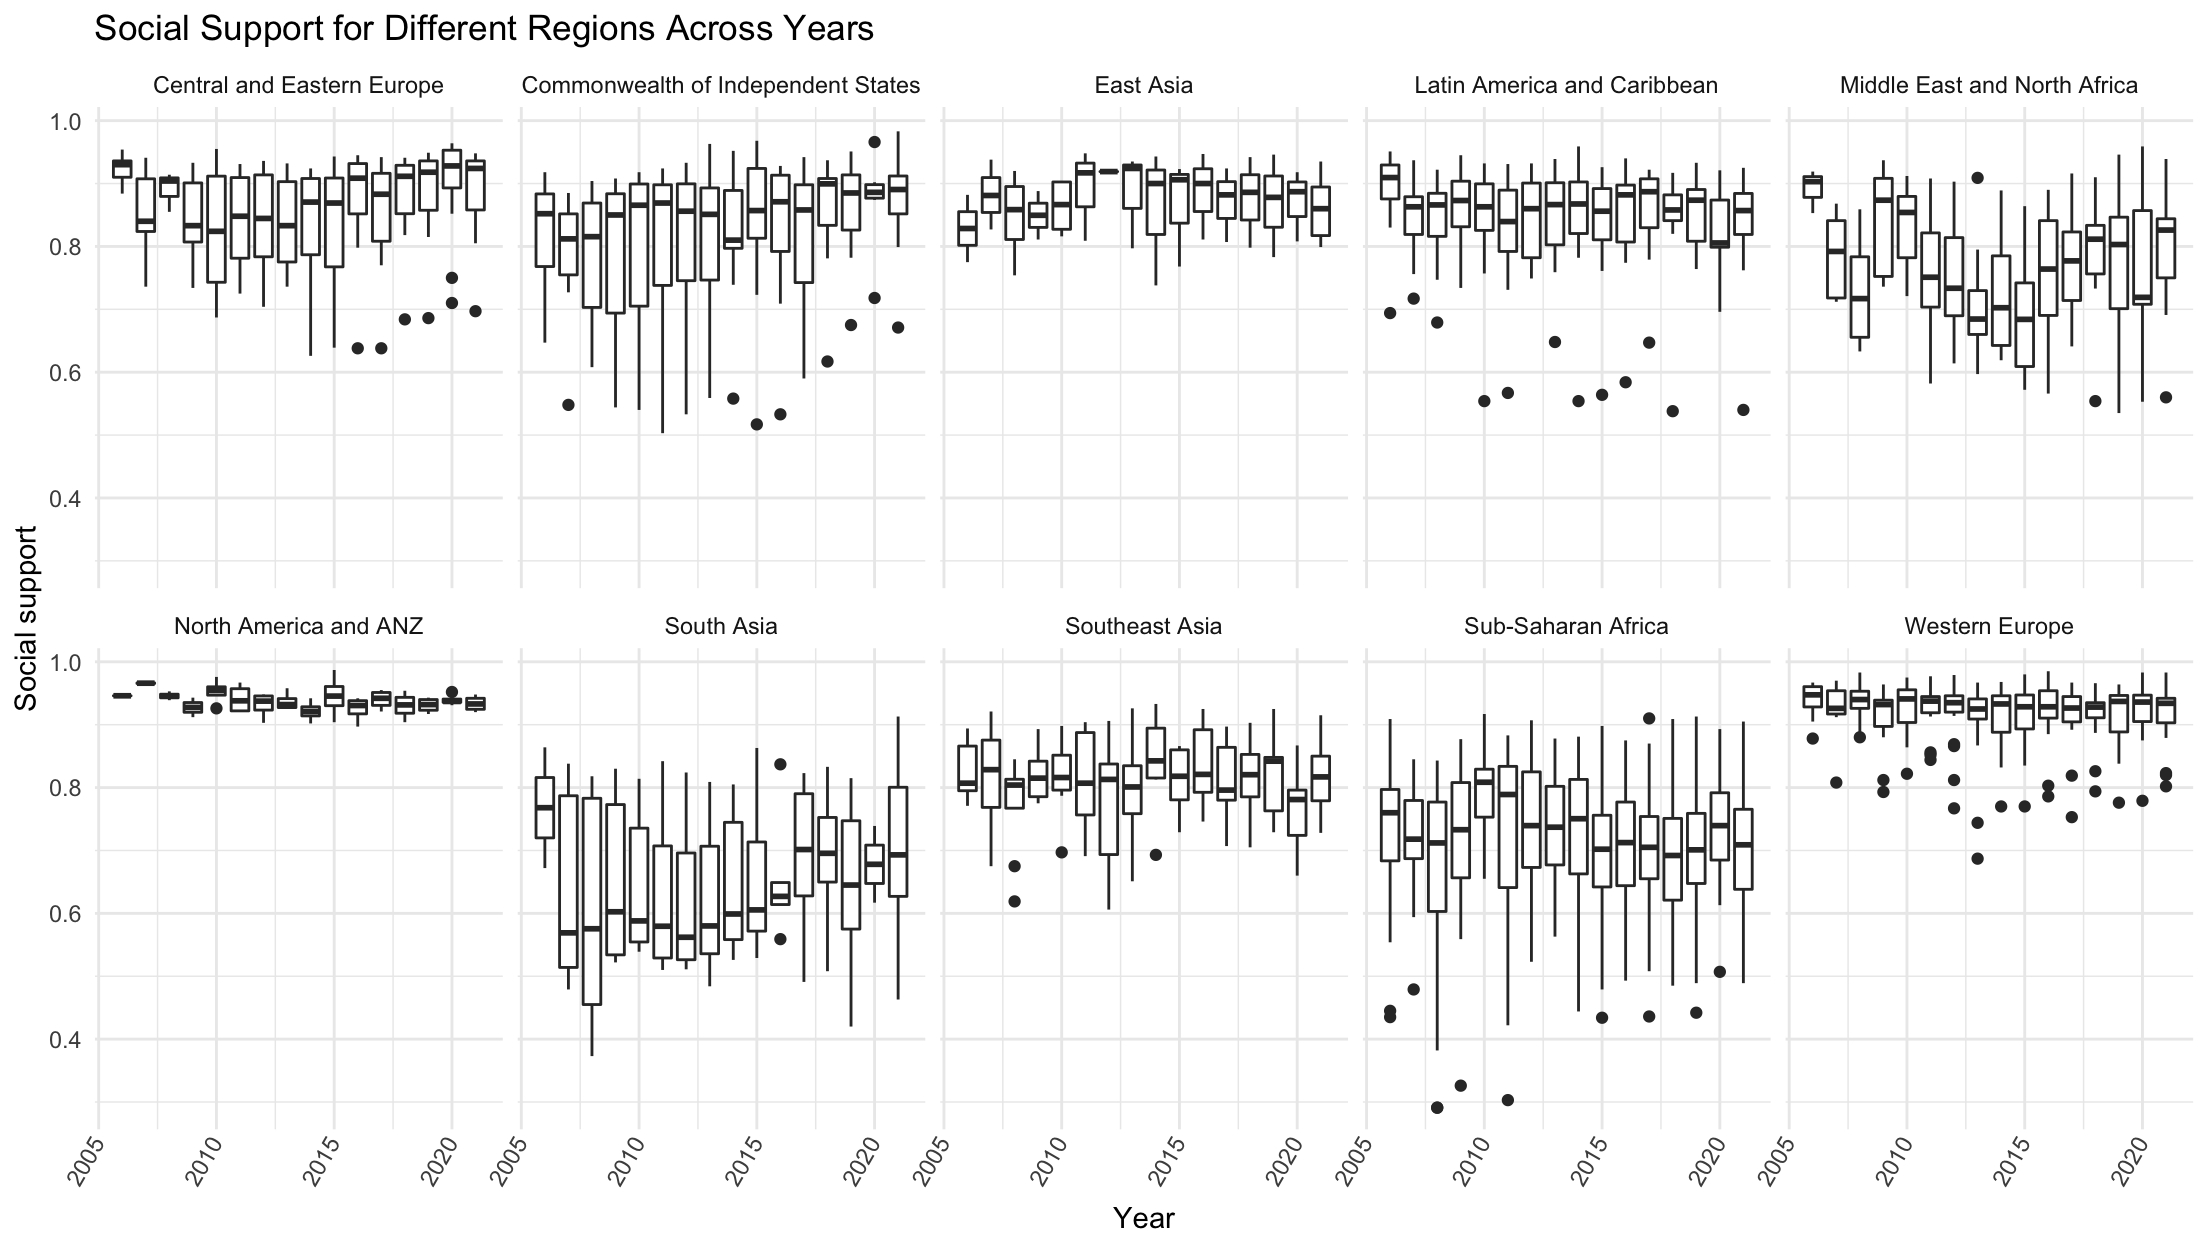 Social Support for Different Regions Across Years
Central and Eastern Europe
Commonwealth of Independent States
East Asia
Latin America and Caribbean
Middle East and North Africa
1.0
0.8
0.6
0.4
Social support
North America and ANZ
South Asia
Southeast Asia
Sub-Saharan Africa
Western Europe
1.0
0.8
0.6
0.4
2005 2010 2015 2020
2005 2010 2015 2020
2005 2010 2015 2020
2005 2010 2015 2020
2005 2010 2015 2020
Year